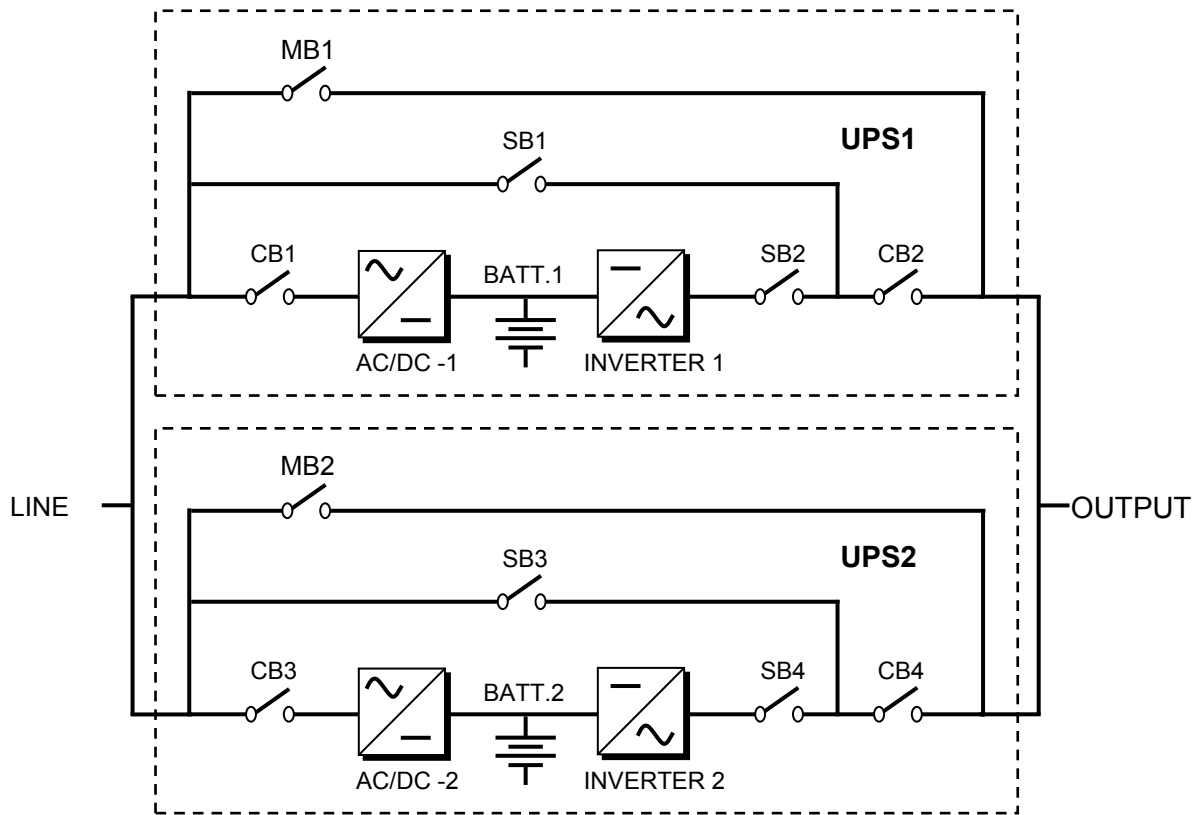 MB1
SB1
UPS1
CB1
BATT.1
SB2
CB2
AC/DC -1
INVERTER 1
LINE
OUTPUT
MB2
SB3
UPS2
CB3
BATT.2
SB4
CB4
AC/DC -2
INVERTER 2